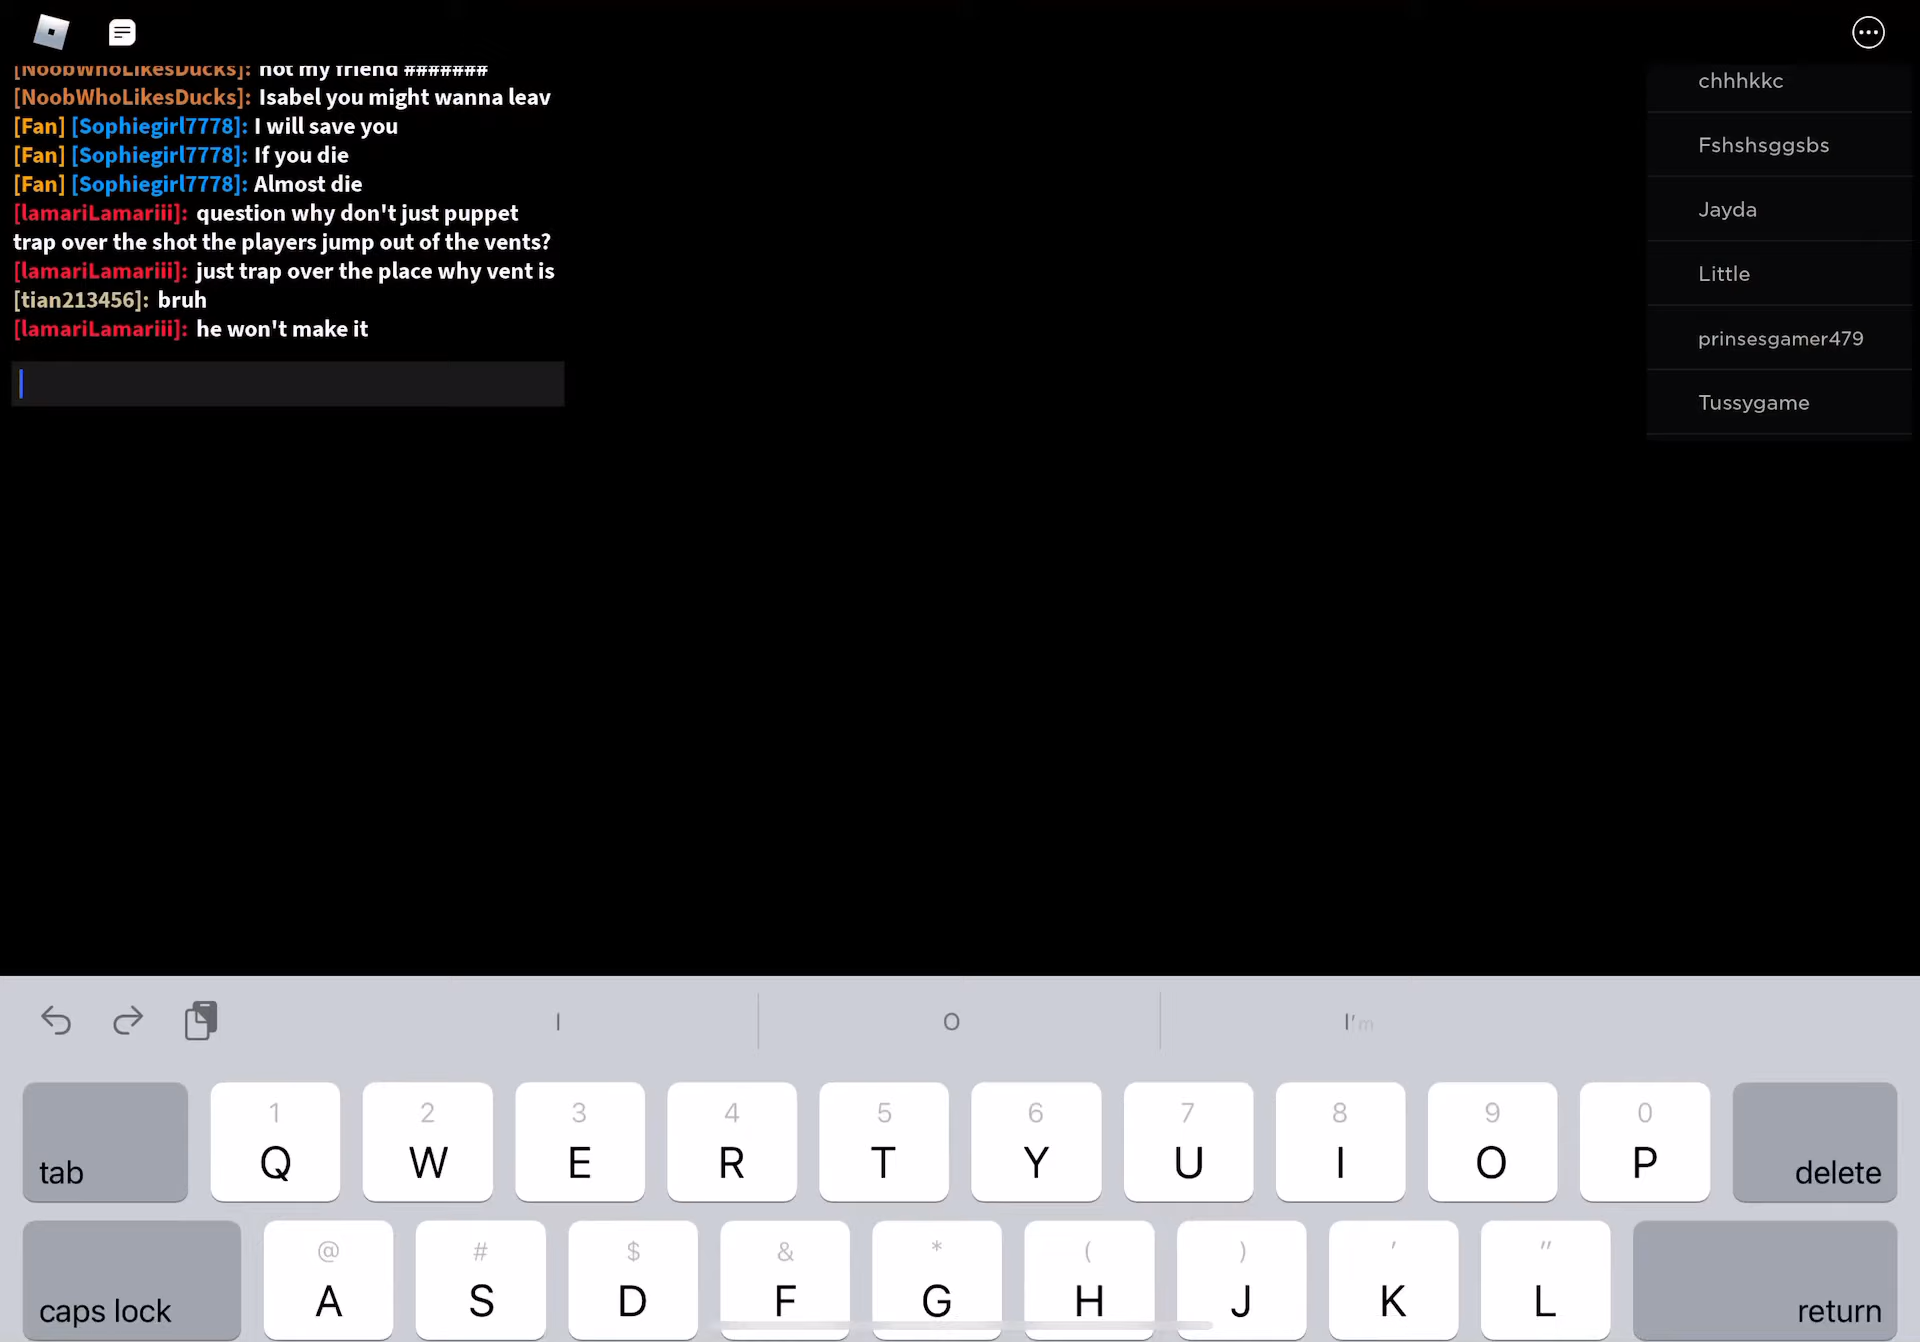 [NoobWhoLikesDucks]: not my friend #######
[NoobWhoLikesDucks]: Isabel you might wanna leav
[Fan] [Sophiegirl7778]: I will save you
[Fan] [Sophiegirl7778]: If you die
[Fan] [Sophiegirl7778]: Almost die
[lamariLamariii]: question why don't just puppet
trap over the shot the players jump out of the vents?
[lamariLamariii]: just trap over the place why vent is
[tian213456]: bruh
[lamariLamariii]: he won't make it
chhhkkc
Fshshsggsbs
Jayda
Little
prinsesgamer479
Tussygame
I O I'm
1 2 3 4 5 6 7 8 9 0
tab Q W E R T Y U I O P delete
@ # $ & * ( ) ' "
caps lock A S D F G H J K L return